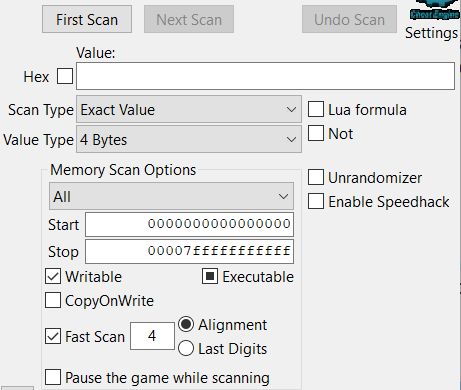 First Scan Next Scan Undo Scan
Cheat Engine
Settings
Value:
Hex
Scan Type Exact Value Lua formula
Value Type 4 Bytes Not
Memory Scan Options
All
Unrandomizer
Enable Speedhack
Start 0000000000000000
Stop 00007fffffffffff
Writable Executable
CopyOnWrite
Fast Scan 4 Alignment
Last Digits
Pause the game while scanning